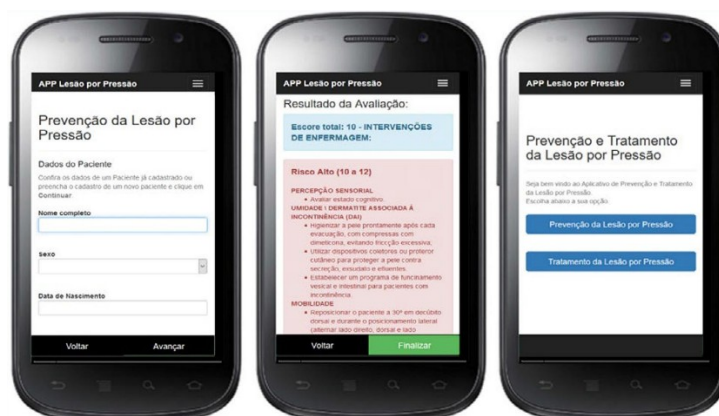 APP Lesão por Pressão
Prevenção da Lesão por
Pressão
Dados do Paciente
Confira os dados de um Paciente já cadastrado ou
preencha o cadastro de um novo paciente e clique em
Continuar.
Nome completo
Sexo
Data de Nascimento
Voltar
Avançar
APP Lesão por Pressão
Resultado da Avaliação:
Escore total: 10 - INTERVENÇÕES
DE ENFERMAGEM:
Risco Alto (10 a 12)
PERCEPÇÃO SENSORIAL
Avaliar estado cognitivo.
UMIDADE \ DERMATITE ASSOCIADA À
INCONTINÊNCIA (DAI)
Higienizar a pele prontamente após cada
evacuação, com compressas com
dimeticona, evitando fricção excessiva;
Utilizar dispositivos coletores ou protetor
cutâneo para proteger a pele contra
secreção, exsudato e efluentes.
Estabelecer um programa de funcionamento
vesical e intestinal para pacientes com
incontinência.
MOBILIDADE
Reposicionar o paciente a 30º em decúbito
dorsal e durante o posicionamento lateral
(alternar lado direito, dorsal e lado
Voltar
Finalizar
APP Lesão por Pressão
Prevenção e Tratamento
da Lesão por Pressão
Seja bem vindo ao Aplicativo de Prevenção e Tratamento
da Lesão por Pressão.
Escolha abaixo a sua opção.
Prevenção da Lesão por Pressão
Tratamento da Lesão por Pressão